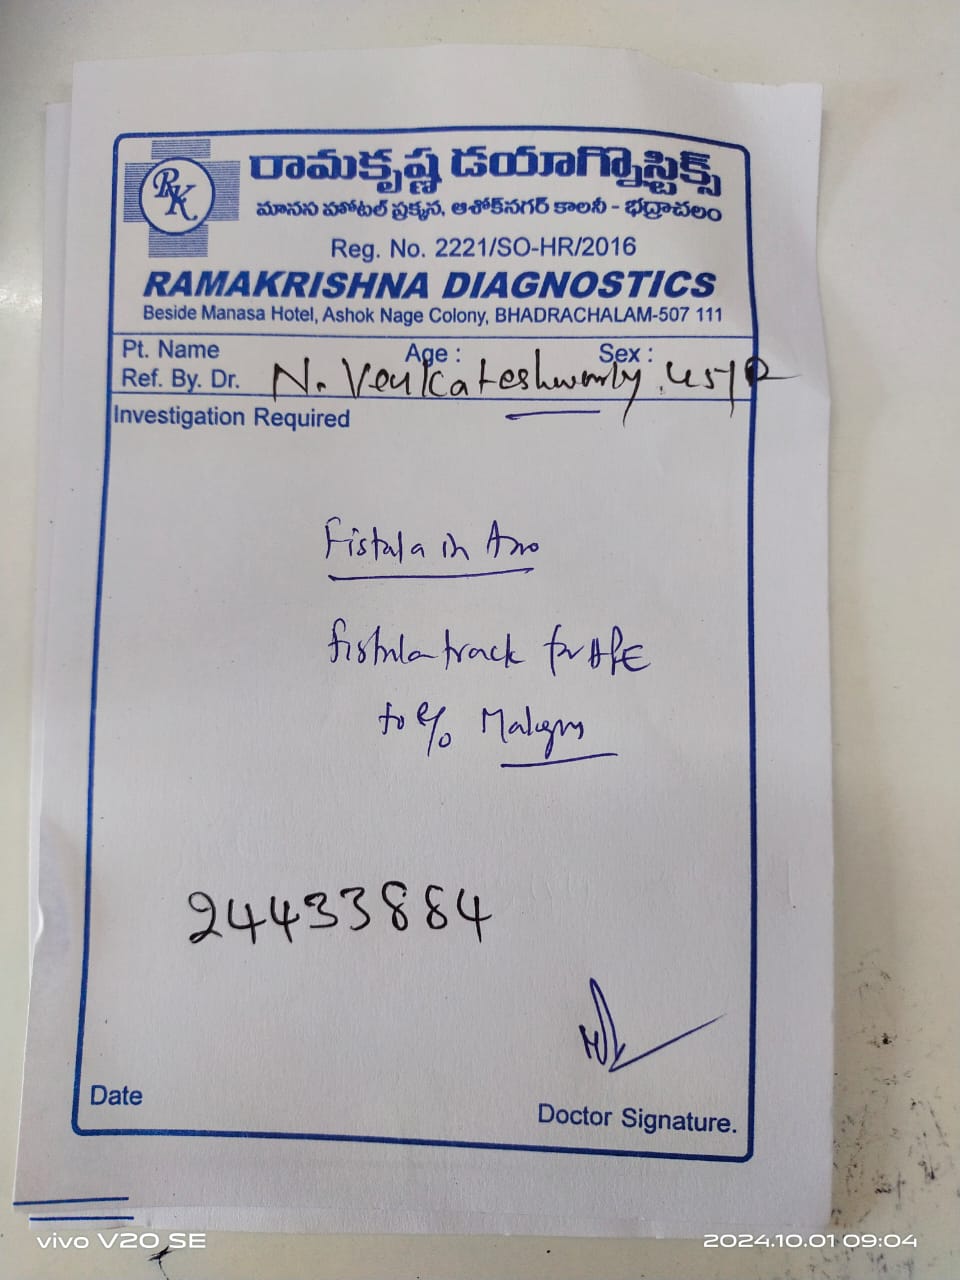 RK
రామకృష్ణ డయాగ్నొస్టిక్స్
మానస హోటల్ ప్రక్కన, ఆశోక్‌నగర్ కాలనీ - భద్రాచలం
Reg. No. 2221/SO-HR/2016
RAMAKRISHNA DIAGNOSTICS
Beside Manasa Hotel, Ashok Nage Colony, BHADRACHALAM-507 111
Pt. Name Age : Sex :
Ref. By. Dr. N. Venkateshwarly 45
Investigation Required
Fistula in Ano
fistula track for HPE
to
24433884
Date
Doctor Signature.
vivo V20 SE
2024.10.01 09:04